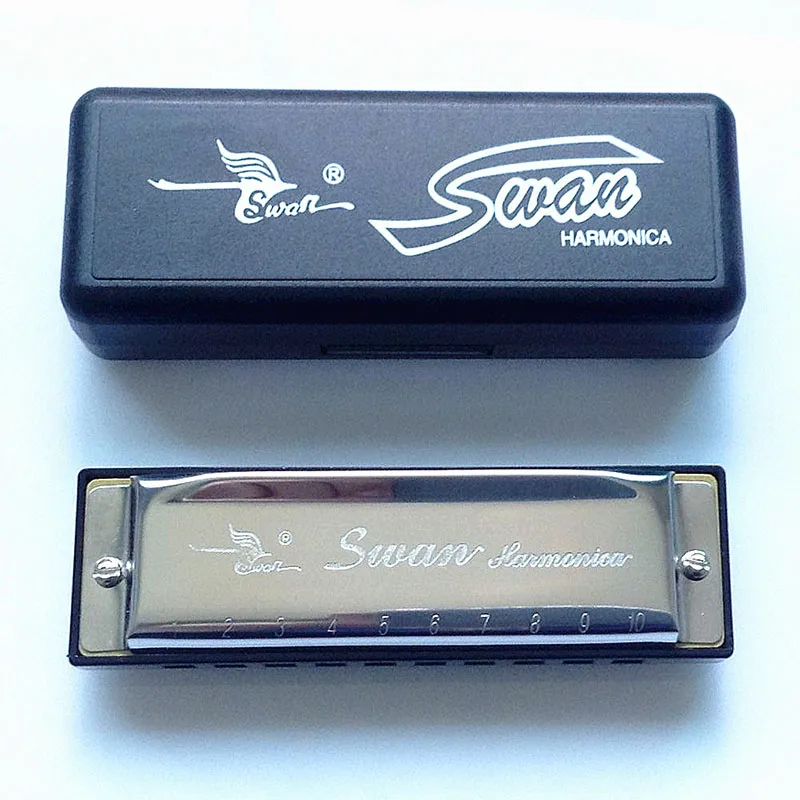 Swan ®
Swan
HARMONICA
Swan ®
Swan Harmonica
1 2 3 4 5 6 7 8 9 10